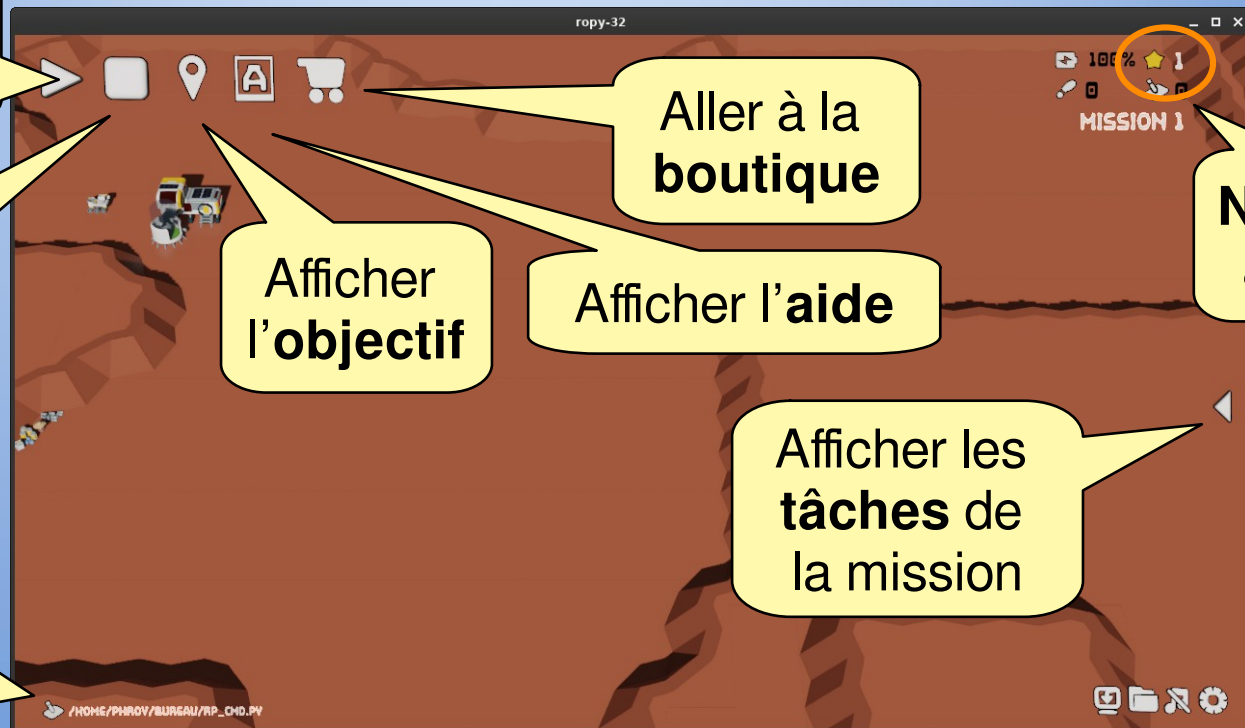 ropy-32
100% 1
0 0
MISSION 1
A
Aller à la
boutique
Afficher
l’objectif
Afficher l’aide
Afficher les
tâches de
la mission
/HOME/PHROV/BUREAU/RP_CMD.PY